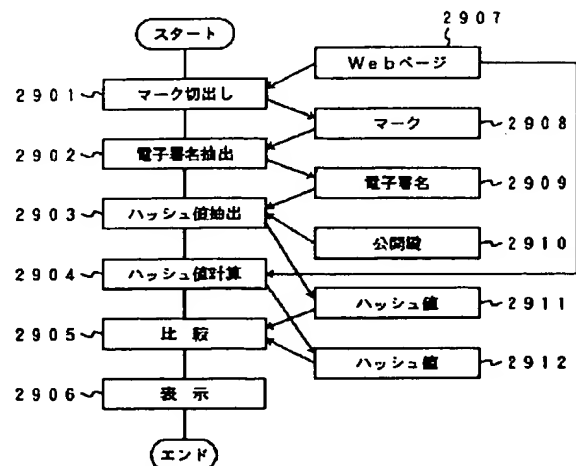 スタート
2907
Webページ
2901
マーク切出し
マーク
2908
2902
電子署名抽出
電子署名
2909
2903
ハッシュ値抽出
公開鍵
2910
2904
ハッシュ値計算
ハッシュ値
2911
2905
比 較
ハッシュ値
2912
2906
表 示
エンド